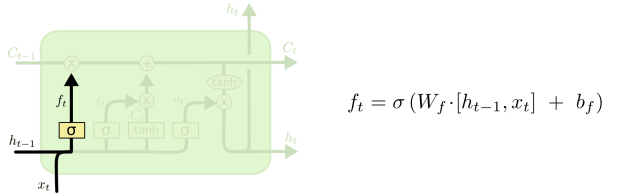 h_t
C_{t-1}
C_t
x
+
tanh
f_t
i_t
o_t
x
x
C̃_t
f_t = σ(W_f·[h_{t-1}, x_t] + b_f)
σ
σ
tanh
σ
h_{t-1}
h_t
x_t